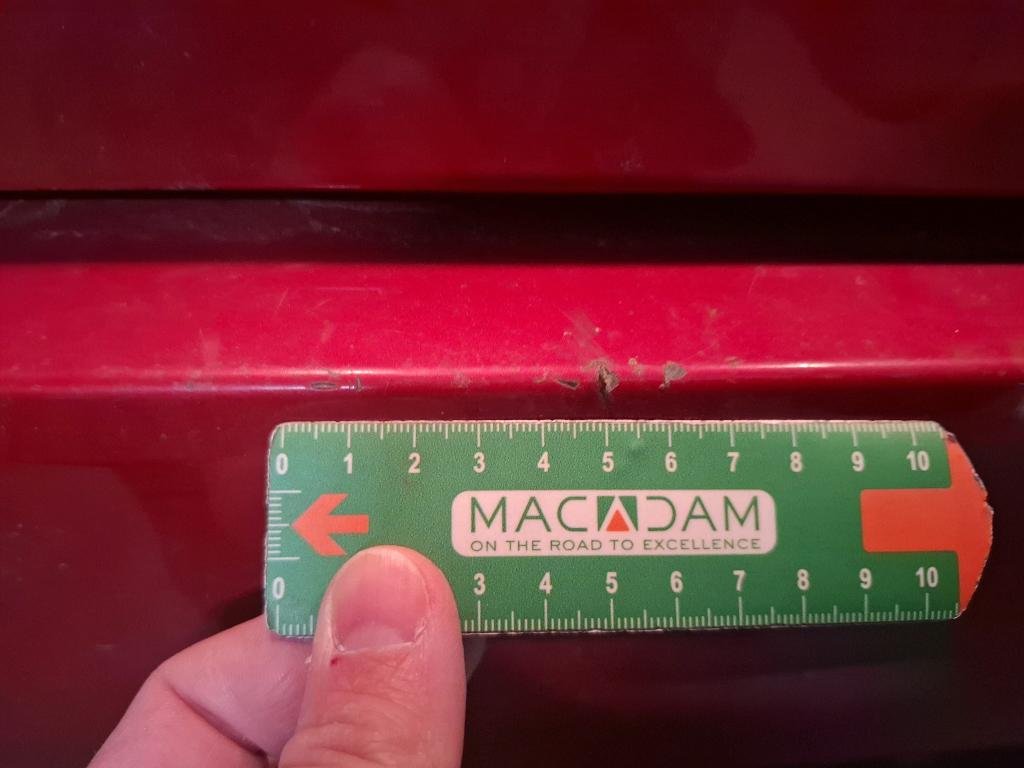 0 1 2 3 4 5 6 7 8 9 10
MACADAM
ON THE ROAD TO EXCELLENCE
0 3 4 5 6 7 8 9 10